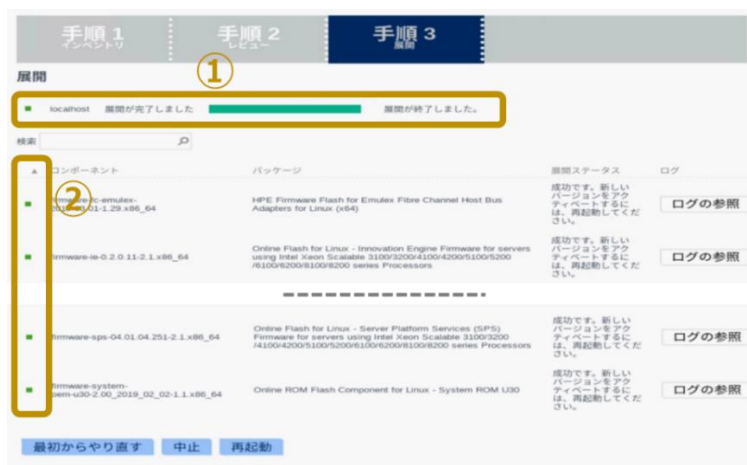 手順 1
インベントリ
手順 2
レビュー
手順 3
展開
①
展開
localhost 展開が完了しました 展開が終了しました。
検索
② コンポーネント パッケージ 展開ステータス ログ
成功です。新しい
バージョンをアク
ティベートするに
は、再起動してくだ
さい。
HPE Firmware Flash for Emulex Fibre Channel Host Bus
Adapters for Linux (x64)
ログの参照
firmware-ie-0.2.0.11-2.1.x86_64
Online Flash for Linux - Innovation Engine Firmware for servers
using Intel Xeon Scalable 3100/3200/4100/4200/5100/5200
/6100/6200/8100/8200 series Processors
成功です。新しい
バージョンをアク
ティベートするに
は、再起動してくだ
さい。
ログの参照
firmware-sps-04.01.04.251-2.1.x86_64
Online Flash for Linux - Server Platform Services (SPS)
Firmware for servers using Intel Xeon Scalable 3100/3200
/4100/4200/5100/5200/6100/6200/8100/8200 series Processors
成功です。新しい
バージョンをアク
ティベートするに
は、再起動してくだ
さい。
ログの参照
firmware-system-
oem-u30-2.00_2019_02_02-1.1.x86_64
Online ROM Flash Component for Linux - System ROM U30
成功です。新しい
バージョンをアク
ティベートするに
は、再起動してくだ
さい。
ログの参照
最初からやり直す 中止 再起動